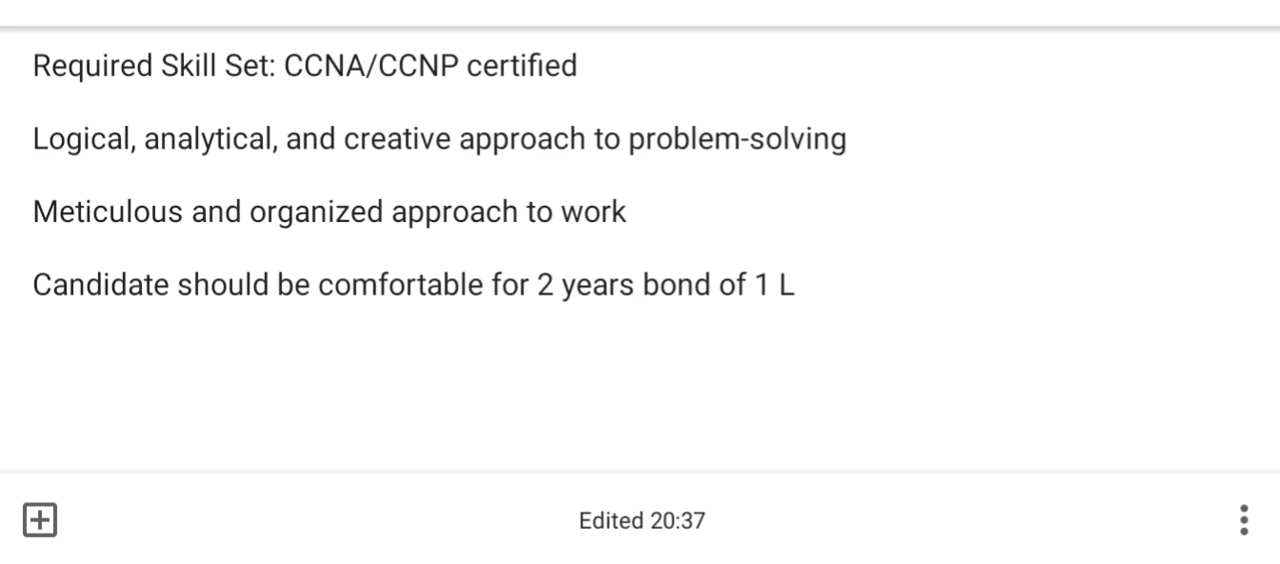 Required Skill Set: CCNA/CCNP certified
Logical, analytical, and creative approach to problem-solving
Meticulous and organized approach to work
Candidate should be comfortable for 2 years bond of 1 L
Edited 20:37